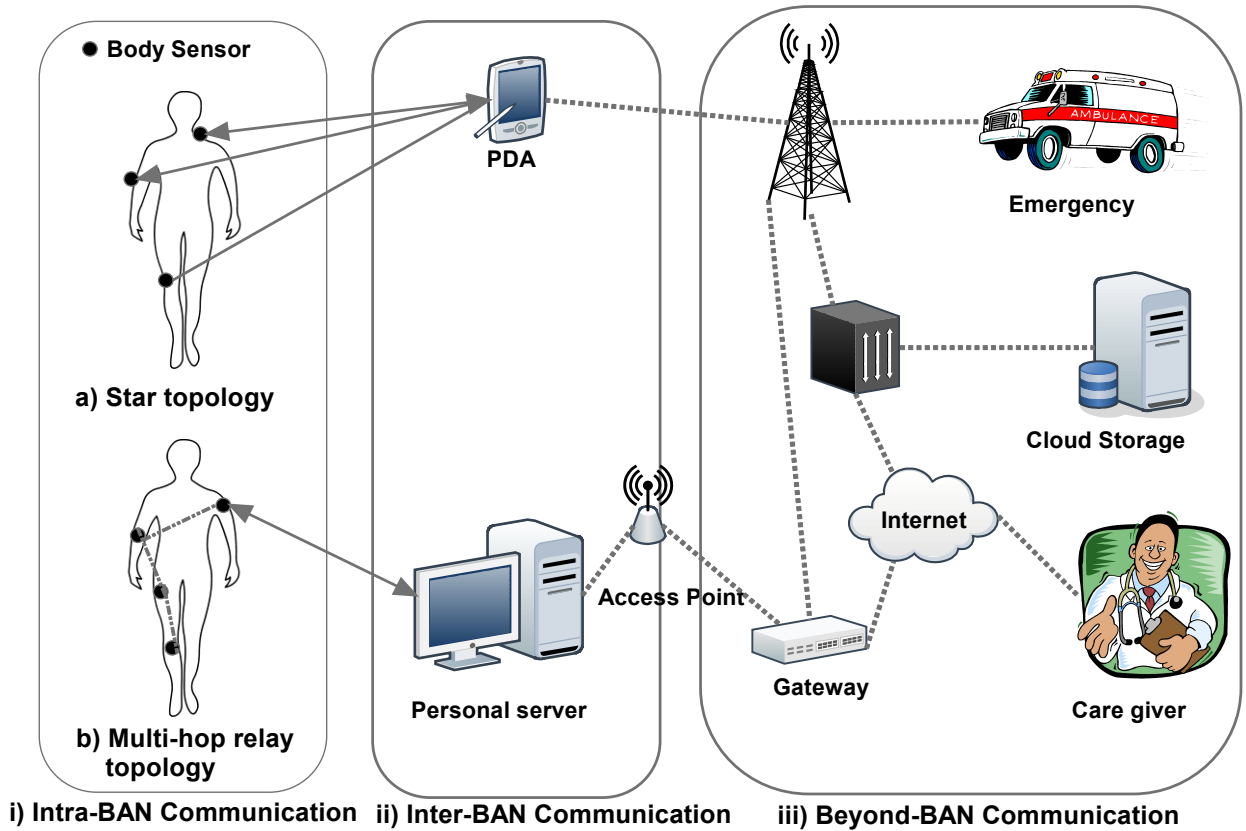 Body Sensor
a) Star topology
b) Multi-hop relay
topology
i) Intra-BAN Communication
PDA
Access Point
Personal server
ii) Inter-BAN Communication
AMBULANCE
Emergency
Cloud Storage
Internet
Gateway
Care giver
iii) Beyond-BAN Communication